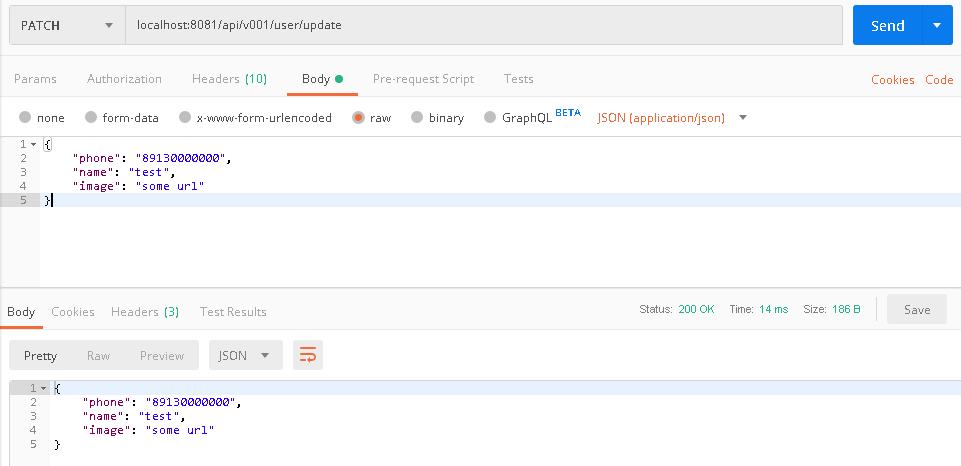 PATCH localhost:8081/api/v001/user/update Send
Params Authorization Headers (10) Body Pre-request Script Tests Cookies Code
none form-data x-www-form-urlencoded raw binary GraphQL BETA JSON (application/json)
1 {
2 "phone": "89130000000",
3 "name": "test",
4 "image": "some url"
5 }
Body Cookies Headers (3) Test Results Status: 200 OK Time: 14 ms Size: 186 B Save
Pretty Raw Preview JSON
1 {
2 "phone": "89130000000",
3 "name": "test",
4 "image": "some url"
5 }